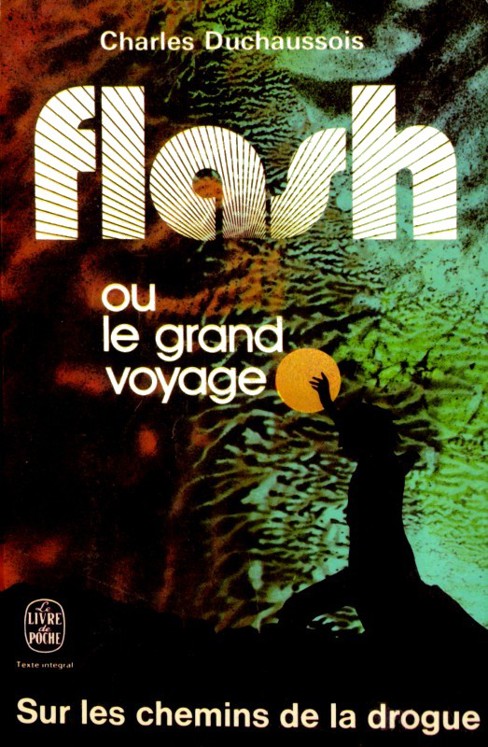 Charles Duchaussois
flash
ou
le grand
voyage
Le
LIVRE
de
POCHE
Texte intégral
Sur les chemins de la drogue